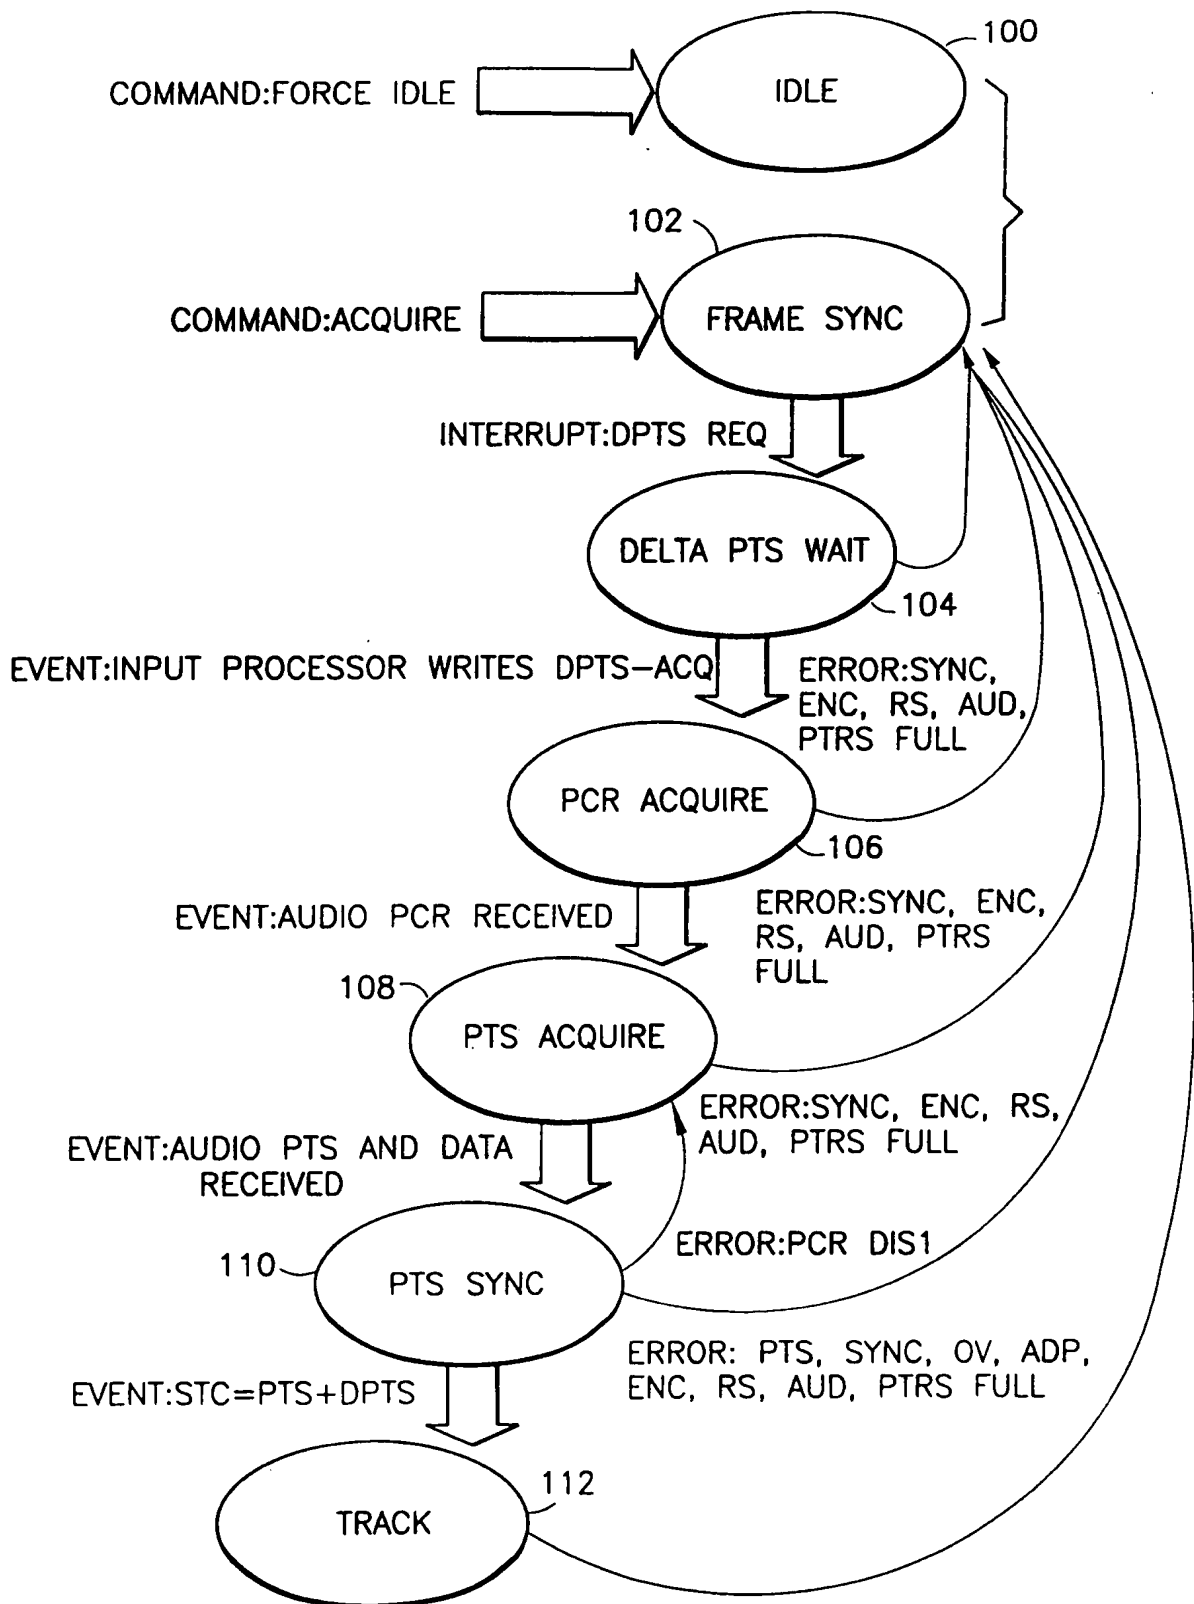 100
COMMAND:FORCE IDLE
IDLE
102
COMMAND:ACQUIRE
FRAME SYNC
INTERRUPT:DPTS REQ
DELTA PTS WAIT
104
EVENT:INPUT PROCESSOR WRITES DPTS-ACQ
ERROR:SYNC,
ENC, RS, AUD,
PTRS FULL
PCR ACQUIRE
106
EVENT:AUDIO PCR RECEIVED
ERROR:SYNC, ENC,
RS, AUD, PTRS
FULL
108
PTS ACQUIRE
ERROR:SYNC, ENC, RS,
AUD, PTRS FULL
EVENT:AUDIO PTS AND DATA
RECEIVED
ERROR:PCR DIS1
110
PTS SYNC
ERROR: PTS, SYNC, OV, ADP,
ENC, RS, AUD, PTRS FULL
EVENT:STC=PTS+DPTS
112
TRACK